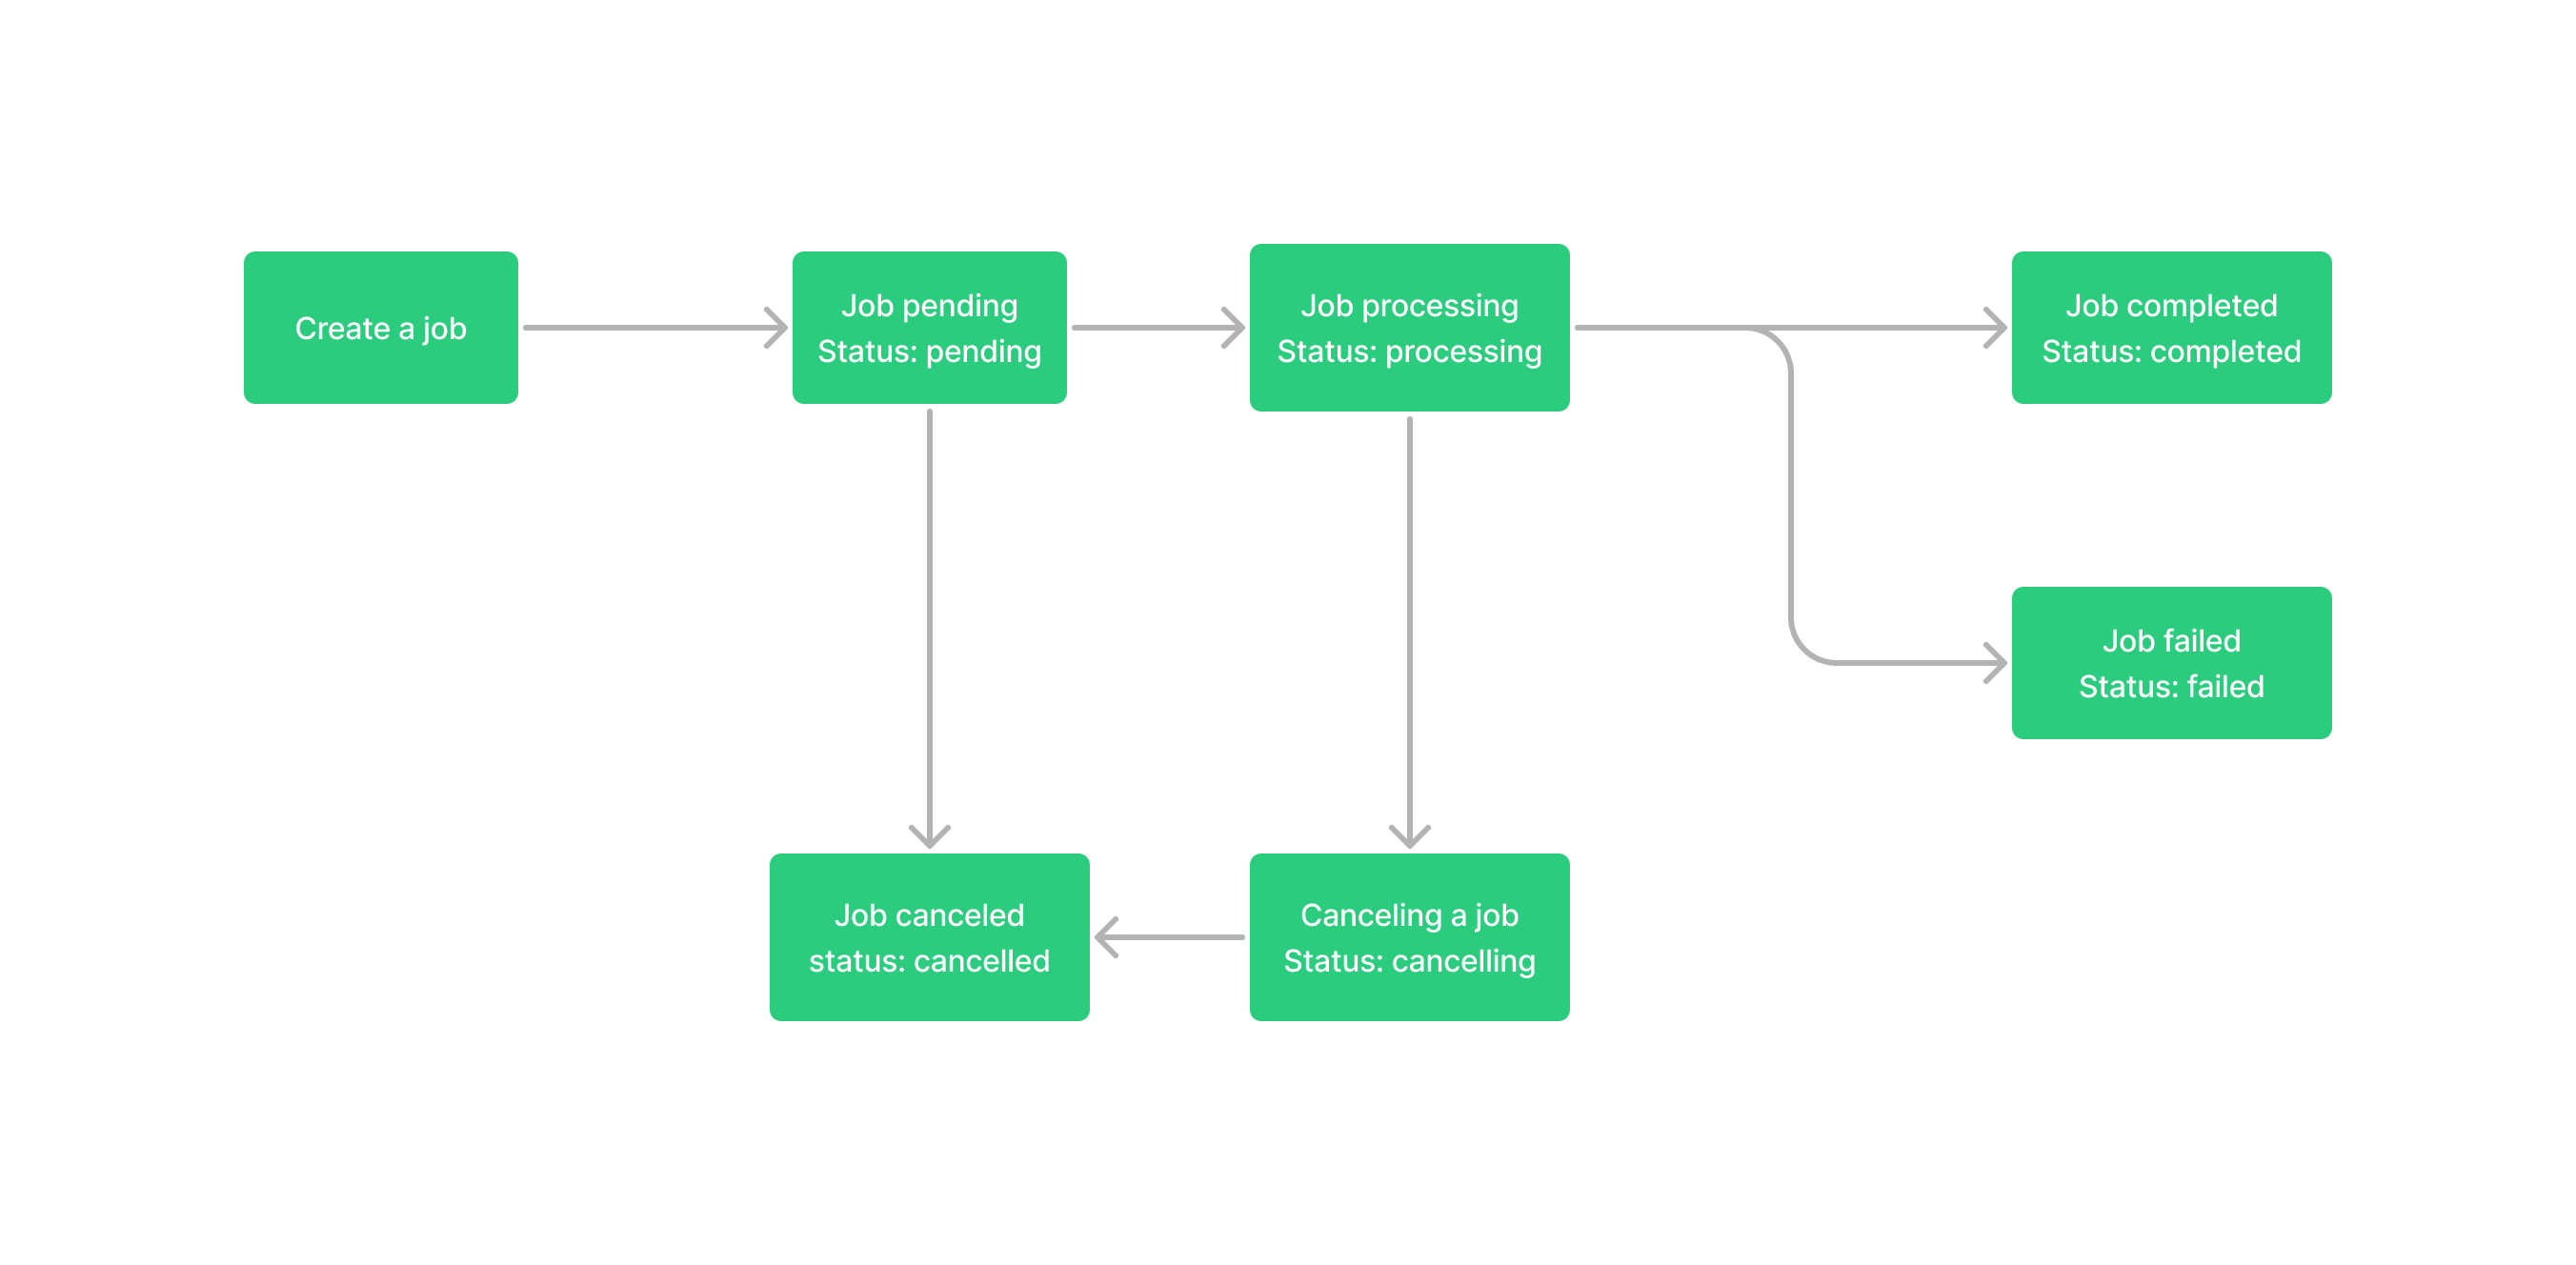 Create a job
Job pending
Status: pending
Job processing
Status: processing
Job completed
Status: completed
Job failed
Status: failed
Job canceled
status: cancelled
Canceling a job
Status: cancelling